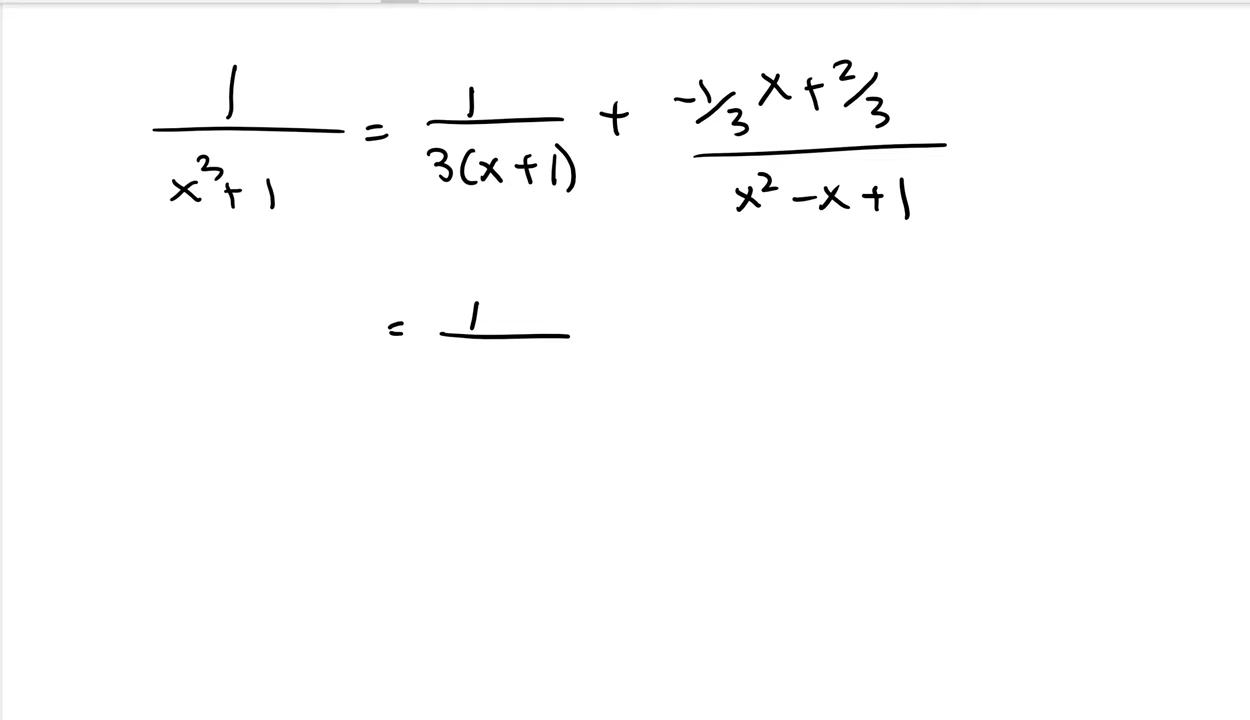 1/(x³+1) = 1/(3(x+1)) + (-1/3 x + 2/3)/(x²-x+1)
= 1/